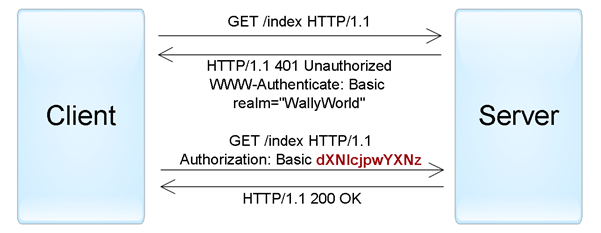 GET /index HTTP/1.1
HTTP/1.1 401 Unauthorized
WWW-Authenticate: Basic
realm="WallyWorld"
Client
Server
GET /index HTTP/1.1
Authorization: Basic dXNlcjpwYXNz
HTTP/1.1 200 OK